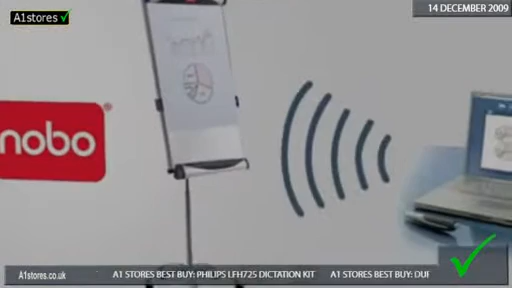 A1stores
14 DECEMBER 2009
nobo®
A1stores.co.uk
A1 STORES BEST BUY: PHILIPS LFH725 DICTATION KIT A1 STORES BEST BUY: DUR